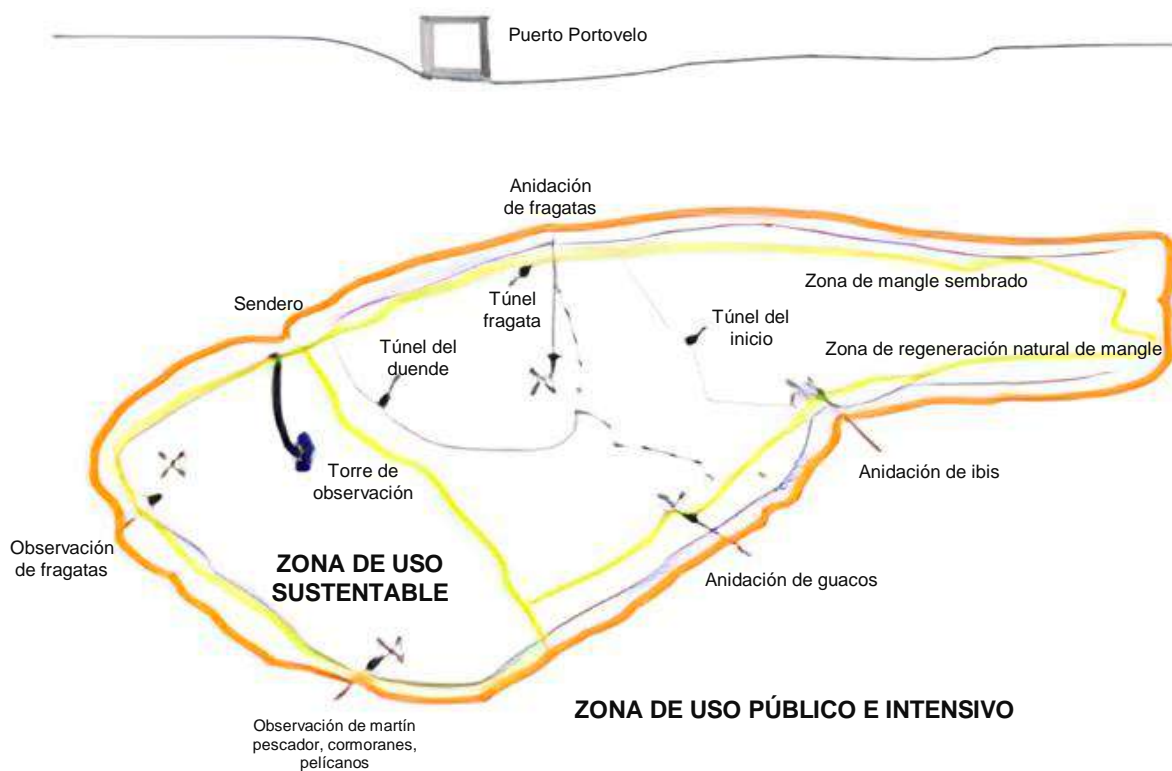 Puerto Portovelo
Anidación
de fragatas
Sendero
Túnel
fragata
Zona de mangle sembrado
Túnel del
inicio
Túnel del
duende
Zona de regeneración natural de mangle
Torre de
observación
Anidación de ibis
Observación
de fragatas
ZONA DE USO
SUSTENTABLE
Anidación de guacos
ZONA DE USO PÚBLICO E INTENSIVO
Observación de martín
pescador, cormoranes,
pelícanos